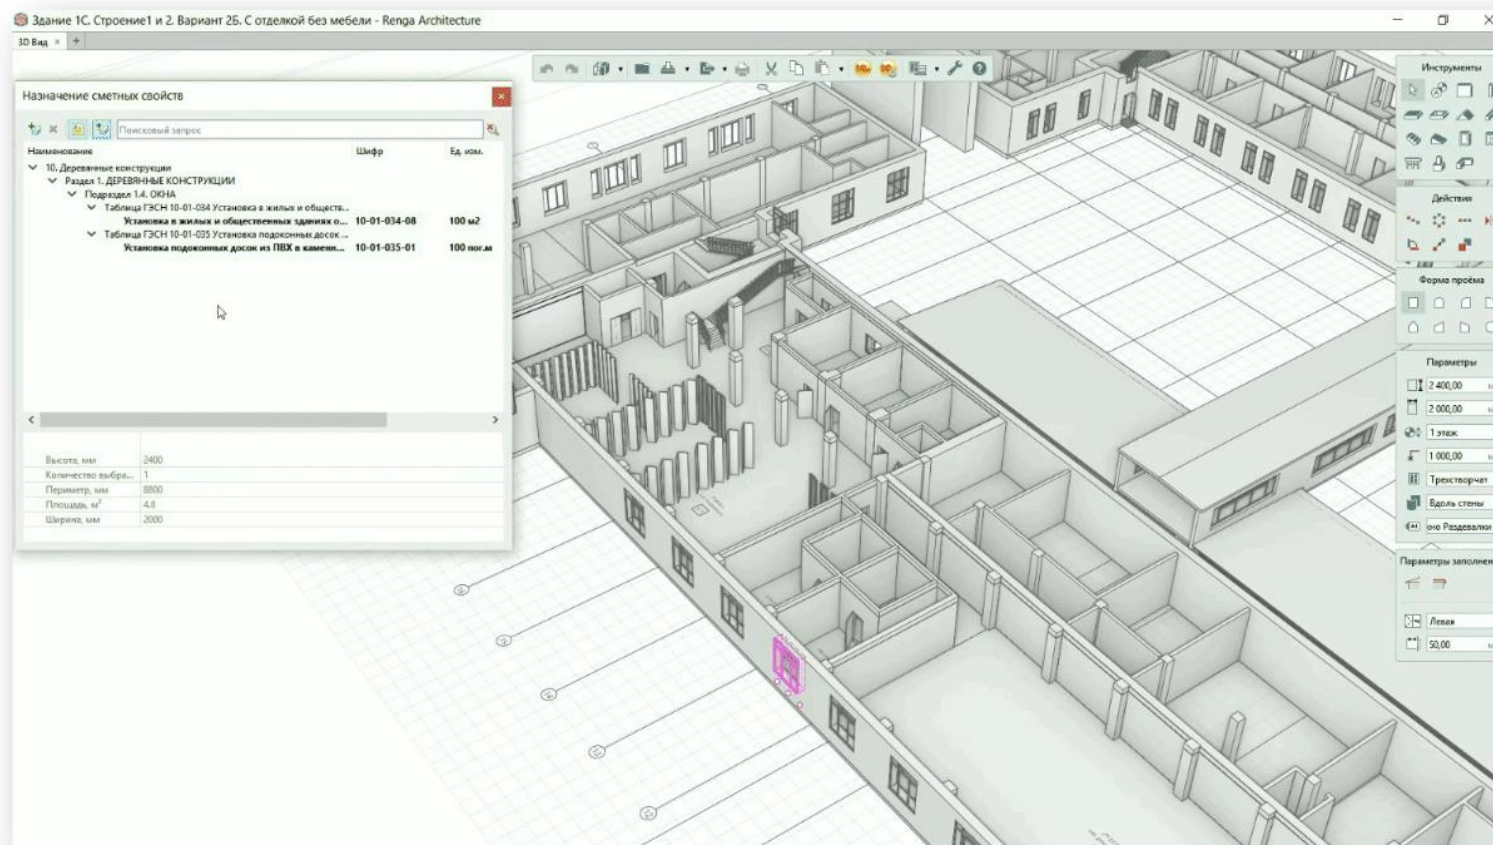 Здание 1С. Строение1 и 2. Вариант 2Б. С отделкой без мебели - Renga Architecture
3D Вид × +
Назначение сметных свойств
Поисковый запрос
Наименование Шифр Ед. изм.
10. Деревянные конструкции
Раздел 1. ДЕРЕВЯННЫЕ КОНСТРУКЦИИ
Подраздел 1.4. ОКНА
Таблица ГЭСН 10-01-034 Установка в жилых и обществ...
Установка в жилых и общественных зданиях о... 10-01-034-08 100 м2
Таблица ГЭСН 10-01-035 Установка подоконных досок ...
Установка подоконных досок из ПВХ в каменн... 10-01-035-01 100 пог.м
Высота, мм 2400
Количество выбра... 1
Периметр, мм 8800
Площадь, м² 4.8
Ширина, мм 2000
Инструменты
Действия
Форма проёма
Параметры
2 400,00
2 000,00
1 этаж
1 000,00
Трехстворчат
Вдоль стены
но Раздевалки
Параметры заполнен
Левая
50,00